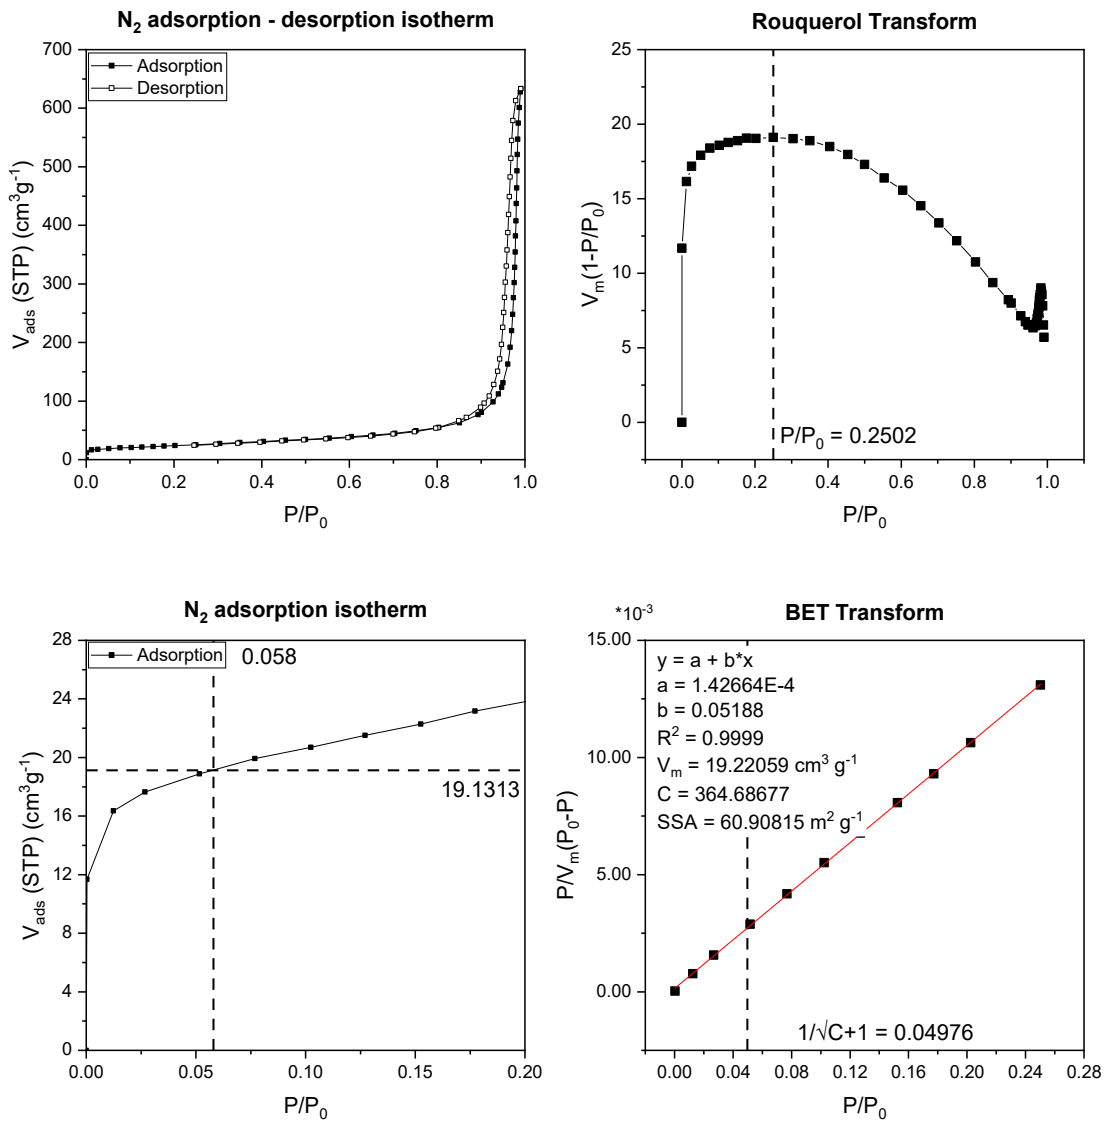 N₂ adsorption - desorption isotherm
700
600
500
400
300
200
100
0
Adsorption
Desorption
V_ads (STP) (cm³g⁻¹)
0.0 0.2 0.4 0.6 0.8 1.0
P/P₀
Rouquerol Transform
25
20
15
10
5
0
V_m(1-P/P₀)
P/P₀ = 0.2502
0.0 0.2 0.4 0.6 0.8 1.0
P/P₀
N₂ adsorption isotherm
28
24
20
16
12
8
4
0
Adsorption
0.058
19.1313
V_ads (STP) (cm³g⁻¹)
0.00 0.05 0.10 0.15 0.20
P/P₀
*10⁻³
BET Transform
15.00
10.00
5.00
0.00
y = a + b*x
a = 1.42664E-4
b = 0.05188
R² = 0.9999
V_m = 19.22059 cm³ g⁻¹
C = 364.68677
SSA = 60.90815 m² g⁻¹
P/V_m(P₀-P)
1/√C+1 = 0.04976
0.00 0.04 0.08 0.12 0.16 0.20 0.24 0.28
P/P₀